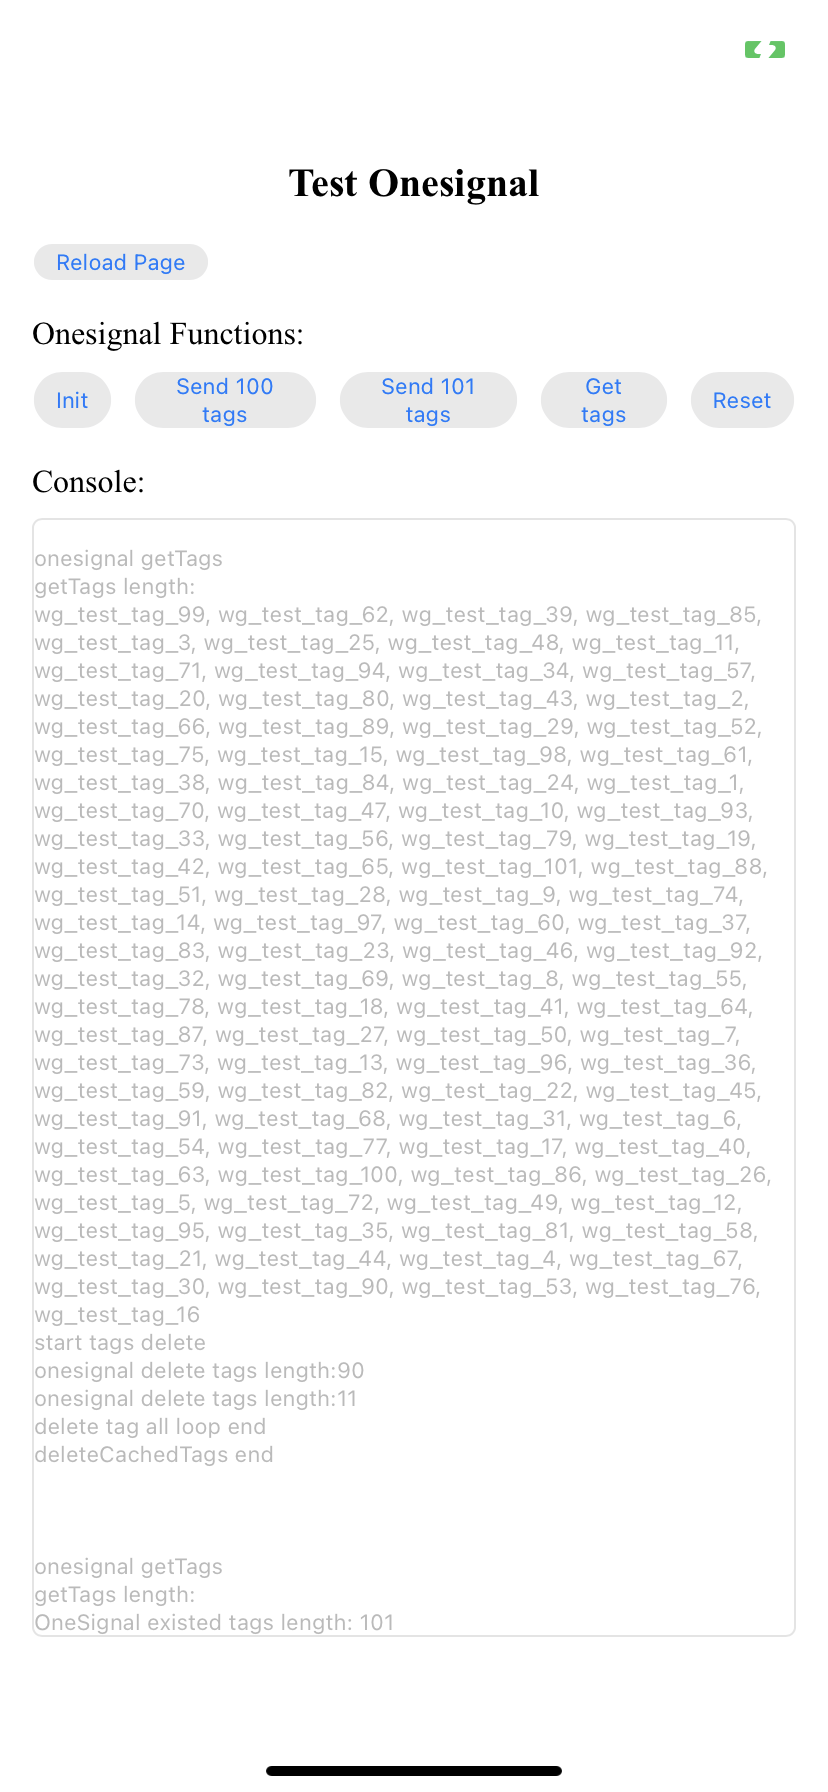 Test Onesignal
Reload Page
Onesignal Functions:
Init
Send 100
tags
Send 101
tags
Get
tags
Reset
Console:
onesignal getTags
getTags length:
wg_test_tag_99, wg_test_tag_62, wg_test_tag_39, wg_test_tag_85,
wg_test_tag_3, wg_test_tag_25, wg_test_tag_48, wg_test_tag_11,
wg_test_tag_71, wg_test_tag_94, wg_test_tag_34, wg_test_tag_57,
wg_test_tag_20, wg_test_tag_80, wg_test_tag_43, wg_test_tag_2,
wg_test_tag_66, wg_test_tag_89, wg_test_tag_29, wg_test_tag_52,
wg_test_tag_75, wg_test_tag_15, wg_test_tag_98, wg_test_tag_61,
wg_test_tag_38, wg_test_tag_84, wg_test_tag_24, wg_test_tag_1,
wg_test_tag_70, wg_test_tag_47, wg_test_tag_10, wg_test_tag_93,
wg_test_tag_33, wg_test_tag_56, wg_test_tag_79, wg_test_tag_19,
wg_test_tag_42, wg_test_tag_65, wg_test_tag_101, wg_test_tag_88,
wg_test_tag_51, wg_test_tag_28, wg_test_tag_9, wg_test_tag_74,
wg_test_tag_14, wg_test_tag_97, wg_test_tag_60, wg_test_tag_37,
wg_test_tag_83, wg_test_tag_23, wg_test_tag_46, wg_test_tag_92,
wg_test_tag_32, wg_test_tag_69, wg_test_tag_8, wg_test_tag_55,
wg_test_tag_78, wg_test_tag_18, wg_test_tag_41, wg_test_tag_64,
wg_test_tag_87, wg_test_tag_27, wg_test_tag_50, wg_test_tag_7,
wg_test_tag_73, wg_test_tag_13, wg_test_tag_96, wg_test_tag_36,
wg_test_tag_59, wg_test_tag_82, wg_test_tag_22, wg_test_tag_45,
wg_test_tag_91, wg_test_tag_68, wg_test_tag_31, wg_test_tag_6,
wg_test_tag_54, wg_test_tag_77, wg_test_tag_17, wg_test_tag_40,
wg_test_tag_63, wg_test_tag_100, wg_test_tag_86, wg_test_tag_26,
wg_test_tag_5, wg_test_tag_72, wg_test_tag_49, wg_test_tag_12,
wg_test_tag_95, wg_test_tag_35, wg_test_tag_81, wg_test_tag_58,
wg_test_tag_21, wg_test_tag_44, wg_test_tag_4, wg_test_tag_67,
wg_test_tag_30, wg_test_tag_90, wg_test_tag_53, wg_test_tag_76,
wg_test_tag_16
start tags delete
onesignal delete tags length:90
onesignal delete tags length:11
delete tag all loop end
deleteCachedTags end
onesignal getTags
getTags length:
OneSignal existed tags length: 101